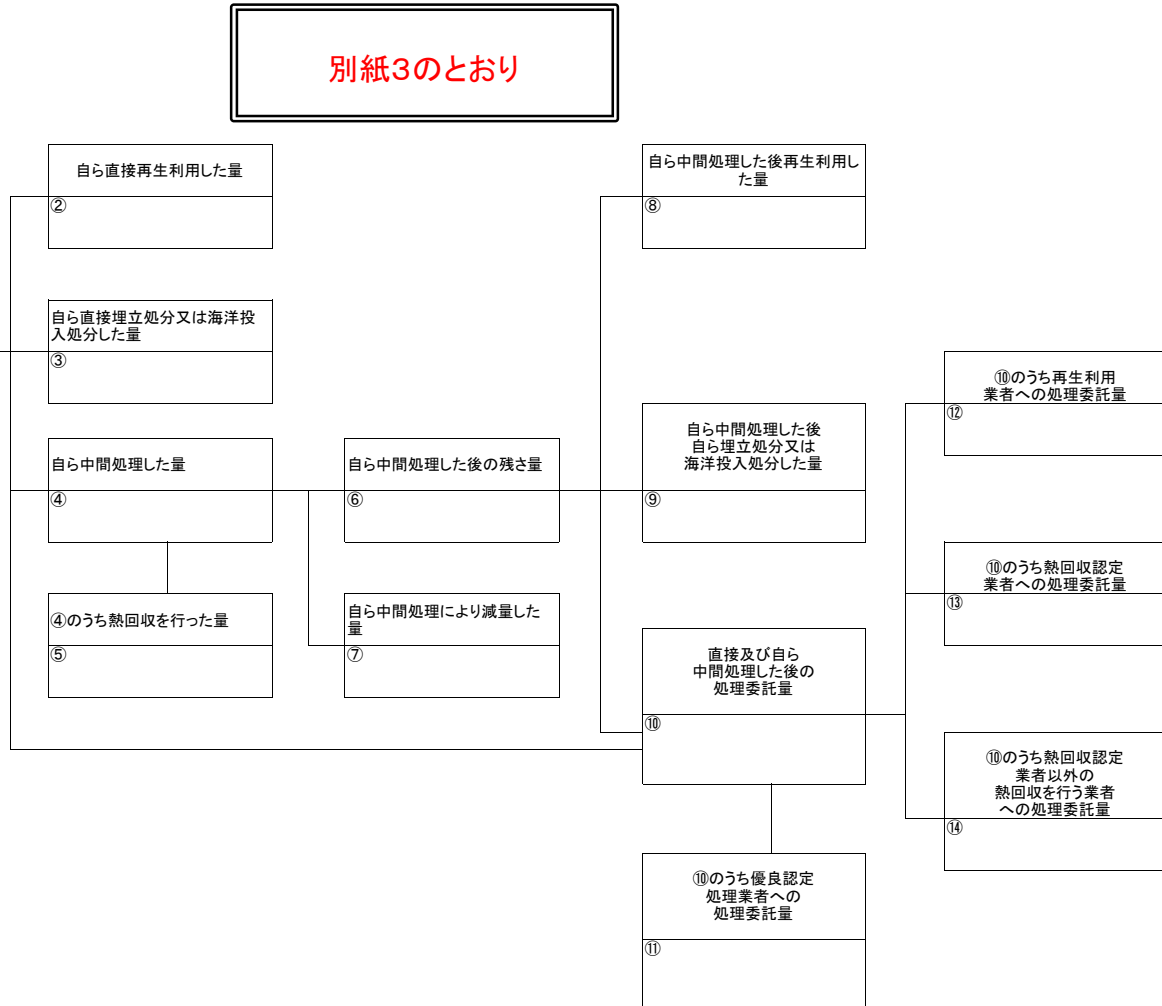 別紙3のとおり
自ら直接再生利用した量
②
自ら中間処理した後再生利用し
た量
⑧
自ら直接埋立処分又は海洋投
入処分した量
③
⑩のうち再生利用
業者への処理委託量
⑫
自ら中間処理した量
④
自ら中間処理した後の残さ量
⑥
自ら中間処理した後
自ら埋立処分又は
海洋投入処分した量
⑨
⑩のうち熱回収認定
業者への処理委託量
⑬
④のうち熱回収を行った量
⑤
自ら中間処理により減量した
量
⑦
直接及び自ら
中間処理した後の
処理委託量
⑩
⑩のうち熱回収認定
業者以外の
熱回収を行う業者
への処理委託量
⑭
⑩のうち優良認定
処理業者への
処理委託量
⑪